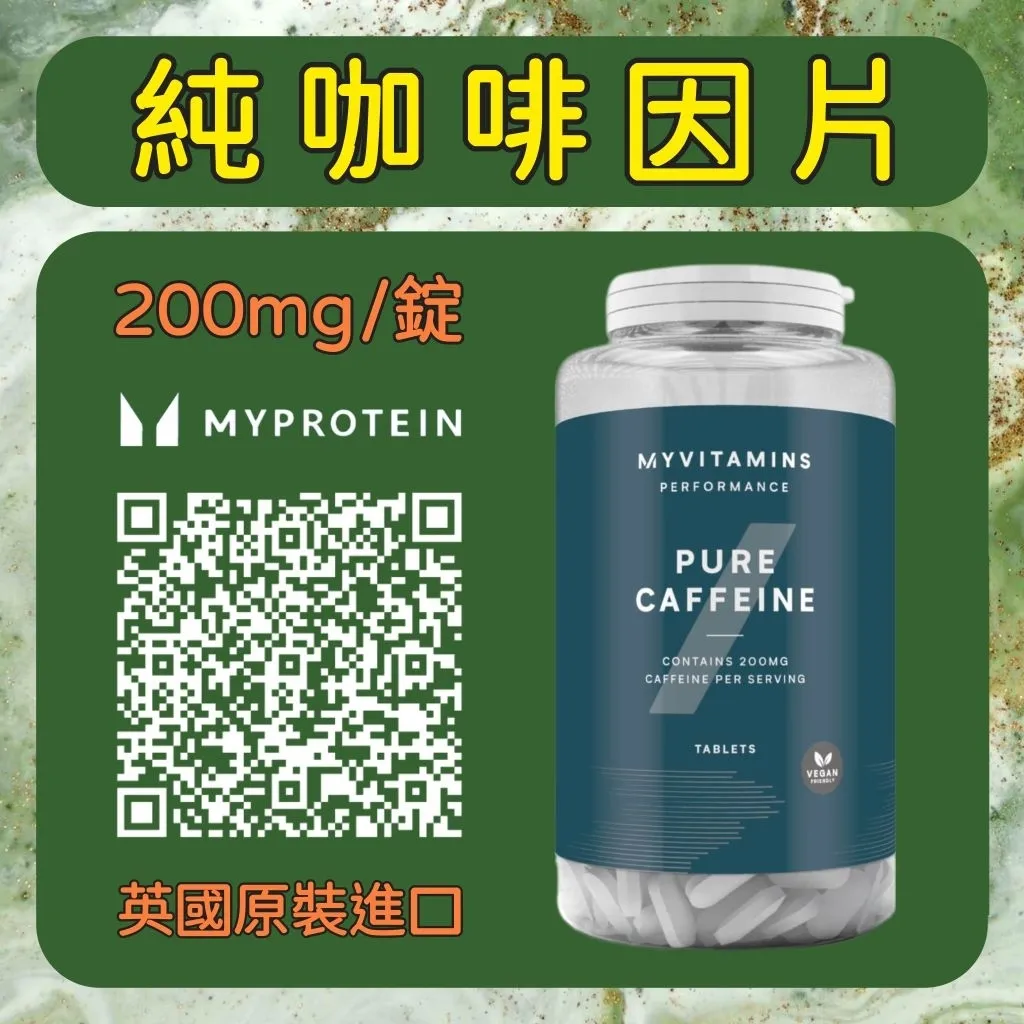 純咖啡因片
200mg/錠
MYPROTEIN
英國原裝進口
MYVITAMINS
PERFORMANCE
PURE
CAFFEINE
CONTAINS 200MG
CAFFEINE PER SERVING
TABLETS
VEGAN
FRIENDLY